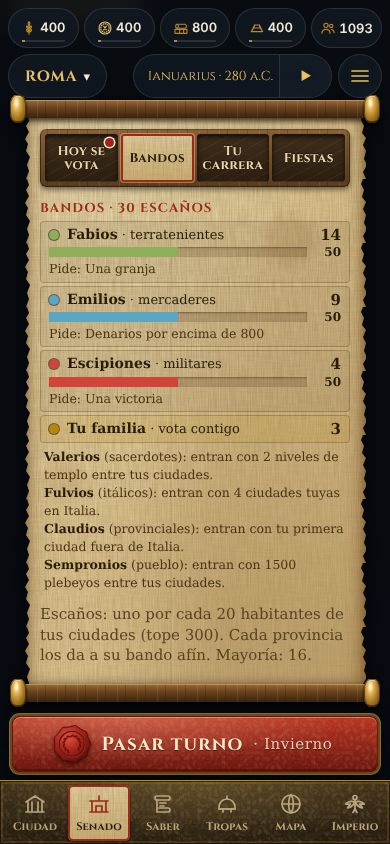 400 400 800 400 1093
ROMA ▾ Ianuarius · 280 a.C.
Hoy se vota Bandos Tu carrera Fiestas
BANDOS · 30 ESCAÑOS
Fabios · terratenientes 14
50
Pide: Una granja
Emilios · mercaderes 9
50
Pide: Denarios por encima de 800
Escipiones · militares 4
50
Pide: Una victoria
Tu familia · vota contigo 3
Valerios (sacerdotes): entran con 2 niveles de
templo entre tus ciudades.
Fulvios (itálicos): entran con 4 ciudades tuyas
en Italia.
Claudios (provinciales): entran con tu primera
ciudad fuera de Italia.
Sempronios (pueblo): entran con 1500
plebeyos entre tus ciudades.
Escaños: uno por cada 20 habitantes de
tus ciudades (tope 300). Cada provincia
los da a su bando afín. Mayoría: 16.
Pasar turno · Invierno
Ciudad Senado Saber Tropas Mapa Imperio